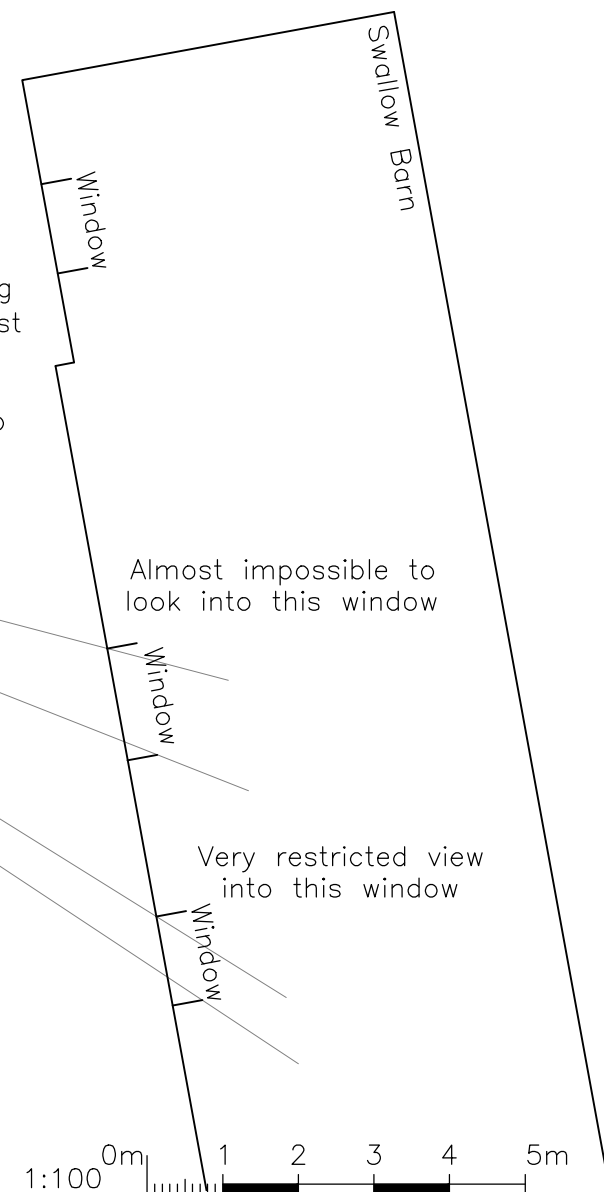 Swallow Barn
Window
g
st
o
Almost impossible to
look into this window
Window
Very restricted view
into this window
Window
1:100
0m 1 2 3 4 5m